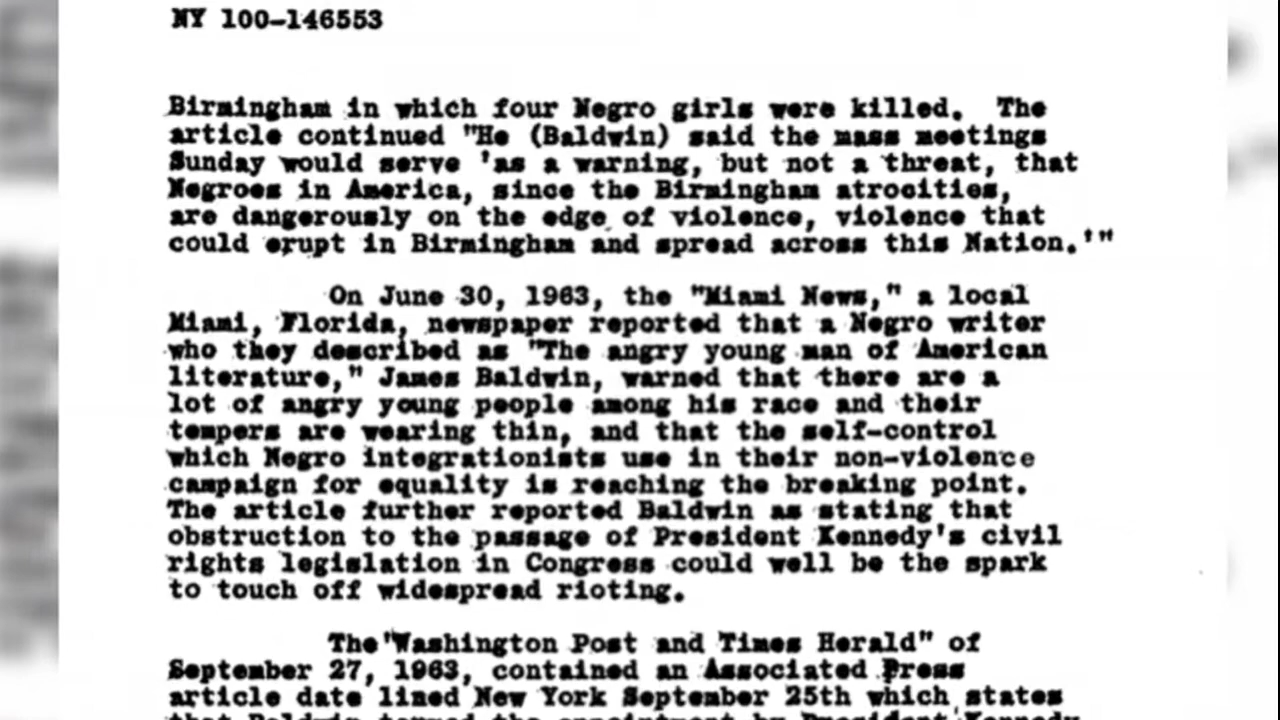 NY 100-146553
Birmingham in which four Negro girls were killed. The
article continued "He (Baldwin) said the mass meetings
Sunday would serve 'as a warning, but not a threat, that
Negroes in America, since the Birmingham atrocities,
are dangerously on the edge of violence, violence that
could erupt in Birmingham and spread across this Nation.'"
On June 30, 1963, the "Miami News," a local
Miami, Florida, newspaper reported that a Negro writer
who they described as "The angry young man of American
literature," James Baldwin, warned that there are a
lot of angry young people among his race and their
tempers are wearing thin, and that the self-control
which Negro integrationists use in their non-violence
campaign for equality is reaching the breaking point.
The article further reported Baldwin as stating that
obstruction to the passage of President Kennedy's civil
rights legislation in Congress could well be the spark
to touch off widespread rioting.
The "Washington Post and Times Herald" of
September 27, 1963, contained an Associated Press
article date lined New York September 25th which states
that Baldwin termed the appointment by President Kennedy